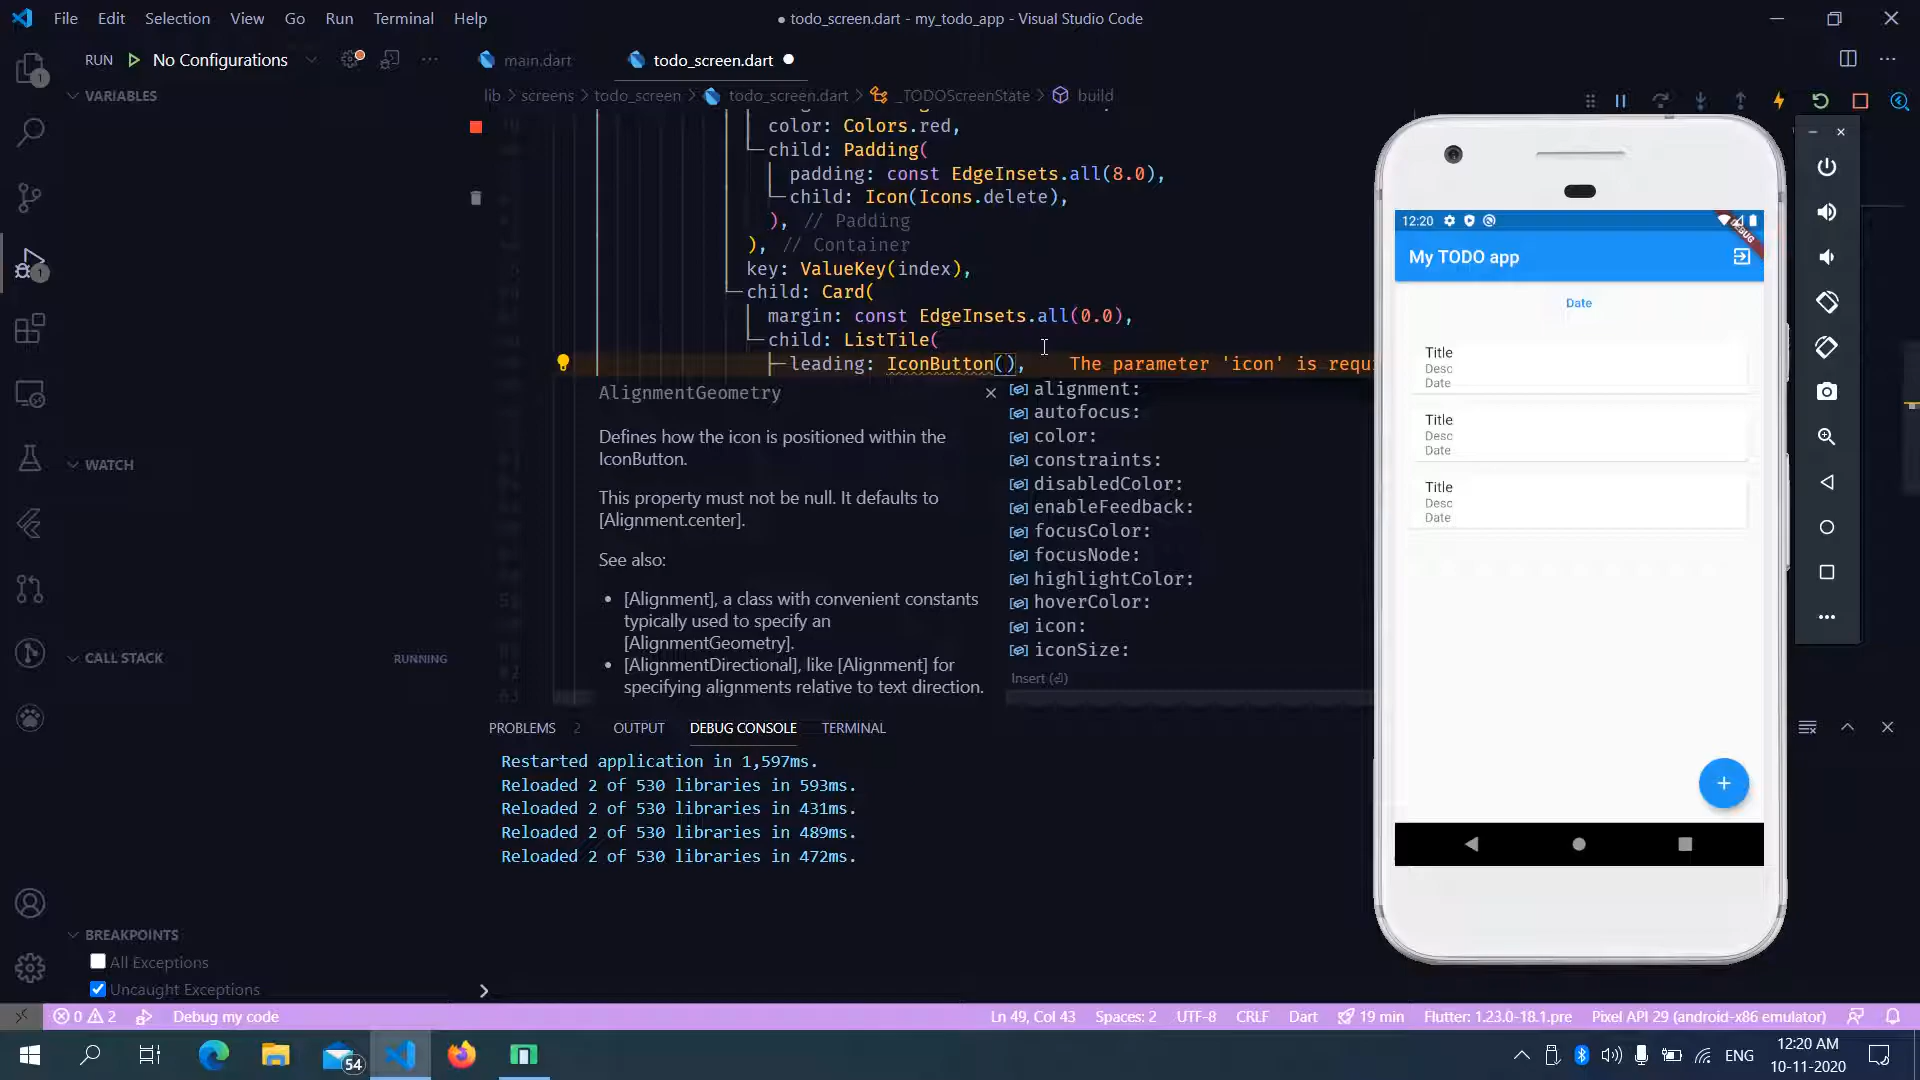 File Edit Selection View Go Run Terminal Help
● todo_screen.dart - my_todo_app - Visual Studio Code
RUN No Configurations
main.dart
todo_screen.dart
VARIABLES
lib > screens > todo_screen > todo_screen.dart > _TODOScreenState > build
color: Colors.red,
child: Padding(
padding: const EdgeInsets.all(8.0),
child: Icon(Icons.delete),
), // Padding
), // Container
key: ValueKey(index),
child: Card(
margin: const EdgeInsets.all(0.0),
child: ListTile(
leading: IconButton(), The parameter 'icon' is requi
AlignmentGeometry
Defines how the icon is positioned within the
IconButton.
This property must not be null. It defaults to
[Alignment.center].
See also:
• [Alignment], a class with convenient constants
typically used to specify an
[AlignmentGeometry].
• [AlignmentDirectional], like [Alignment] for
specifying alignments relative to text direction.
alignment:
autofocus:
color:
constraints:
disabledColor:
enableFeedback:
focusColor:
focusNode:
highlightColor:
hoverColor:
icon:
iconSize:
Insert (⏎)
12:20
DEBUG
My TODO app
Date
Title
Desc
Date
Title
Desc
Date
Title
Desc
Date
WATCH
CALL STACK RUNNING
PROBLEMS 2 OUTPUT DEBUG CONSOLE TERMINAL
Restarted application in 1,597ms.
Reloaded 2 of 530 libraries in 593ms.
Reloaded 2 of 530 libraries in 431ms.
Reloaded 2 of 530 libraries in 489ms.
Reloaded 2 of 530 libraries in 472ms.
BREAKPOINTS
All Exceptions
Uncaught Exceptions
1
1
0 2 Debug my code
Ln 49, Col 43 Spaces: 2 UTF-8 CRLF Dart 19 min Flutter: 1.23.0-18.1.pre Pixel API 29 (android-x86 emulator)
54
ENG
12:20 AM
10-11-2020